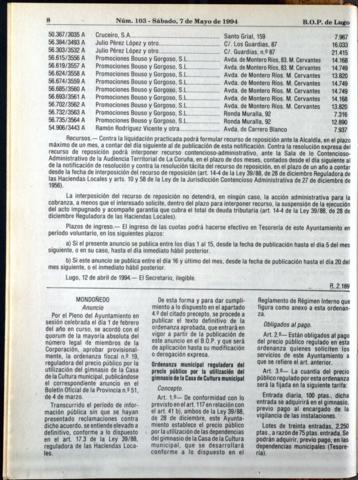 8 Núm. 103 - Sábado, 7 de Mayo de 1994 B.O.P. de Lugo
50.367/3035 A Cruceiro, S.A. Santo Grial, 159 7.967
56.394/3493 A Julio Pérez López y otro C/. Los Guardas, 87 16.033
56.303/3532 A Julio Pérez López y otro C/. Guardas, n.º 87 21.415
56.615/3556 A Promociones Bouso y Gorgoso, S.L. Avda. de Montero Ríos, 83. M. Cervantes 14.168
56.619/3557 A Promociones Bouso y Gorgoso, S.L. Avda. de Montero Ríos, M. Cervantes 14.168
56.624/3558 A Promociones Bouso y Gorgoso, S.L. Avda. de Montero Ríos, M. Cervantes 13.820
56.674/3559 A Promociones Bouso y Gorgoso, S.L. Avda. de Montero Ríos, M. Cervantes 14.749
56.685/3560 A Promociones Bouso y Gorgoso, S.L. Avda. de Montero Ríos, M. Cervantes 14.168
56.693/3561 A Promociones Bouso y Gorgoso, S.L. Avda. de Montero Ríos, M. Cervantes 14.749
56.702/3562 A Promociones Bouso y Gorgoso, S.L. Avda. de Montero Ríos, 83. M. Cervantes 13.820
56.732/3563 A Promociones Bouso y Gorgoso, S.L. Ronda Muralla, 92 7.316
56.735/3564 A Promociones Bouso y Gorgoso, S.L. Ronda Muralla, 92 12.890
54.906/3443 A Ramón Rodríguez Vicente y otro Avda. de Carrero Blanco 7.937
Recursos.— Contra la liquidación practicada podrá formular recurso de reposición ante la Alcaldía, en el plazo
máximo de un mes, a contar del día siguiente al de publicación de esta notificación. Contra la resolución expresa del
recurso de reposición podrá interponer recurso contencioso-administrativo, ante la Sala de lo Contencioso
Administrativo de la Audiencia Territorial de La Coruña, en el plazo de dos meses, contados desde el día siguiente al
de la notificación de resolución y contra la resolución tácita del recurso de reposición, en el plazo de un año a contar
desde la fecha de interposición del recurso de reposición (art. 14-4 de la Ley 39/88, de 28 de diciembre Reguladora de
las Haciendas Locales y arts. 10 y 58 de la Ley de la Jurisdicción Contencioso Administrativa de 27 de diciembre de
1956).
La interposición del recurso de reposición no detendrá, en ningún caso, la acción administrativa para la
cobranza, a menos que el interesado solicite, dentro del plazo para interponer recurso, la suspensión de la ejecución
del acto impugnado y acompañe garantía que cubra el total de deuda tributaria (art. 14-4 de la Ley 39/88, de 28 de
diciembre Reguladora de las Haciendas Locales).
Plazos de ingreso.— El ingreso de las cuotas podrá hacerse efectivo en Tesorería de este Ayuntamiento en
período voluntario, en los siguientes plazos:
a) Si el presente anuncio se publica entre los días 1 al 15, desde la fecha de publicación hasta el día 5 del mes
siguiente, o en su caso, hasta el día inmediato hábil posterior.
b) Si este anuncio se publica entre el día 16 y último del mes, desde la fecha de publicación hasta el día 20 del
mes siguiente, o el inmediato hábil posterior.
Lugo, 12 de abril de 1994.— El Secretario, ilegible.
R. 2.189
MONDOÑEDO
Anuncio
Por el Pleno del Ayuntamiento en
sesión celebrada el día 1 de febrero
del año en curso, se acordó con el
quorum de la mayoría absoluta del
número legal de miembros de la
Corporación, aprobar provisional-
mente, la ordenanza fiscal n.º 19,
reguladora del precio público por la
utilización del gimnasio de la Casa
de la Cultura municipal, publicándose
el correspondiente anuncio en el
Boletín Oficial de la Provincia n.º 51,
de 4 de marzo.
Transcurrido el período de infor-
mación pública sin que se hayan
presentado reclamaciones contra
dicho acuerdo, se entiende elevado a
definitivo, conforme a lo dispuesto
en el art. 17.3 de la Ley 39/88,
reguladora de las Haciendas Loca-
les.
De esta forma y para dar cumpli-
miento a lo dispuesto en el apartado
4.º del citado precepto, se procede a
publicar el texto definitivo de la
ordenanza aprobada, que entrará en
vigor a partir de la publicación de
este anuncio en el B.O.P. y que será
de aplicación hasta su modificación
o derogación expresa.
Ordenanza municipal reguladora del
precio público por la utilización del
gimnasio de la Casa de Cultura municipal
Concepto
Art. 1.º— De conformidad con lo
previsto en el art. 117 en relación con
el art. 41 b), ambos de la Ley 39/88,
de 28 de diciembre, este Ayunta-
miento establece el precio público
por la utilización de las dependencias
del gimnasio de la Casa de la Cultura
municipal, que se desarrollará
conforme a lo dispuesto en el
Reglamento de Régimen Interno que
figura como anexo a esta ordenan-
za.
Obligados al pago.
Art. 2.º— Están obligados al pago
del precio público regulado en esta
ordenanza quienes soliciten los
servicios de este Ayuntamiento a
que se refiere el art. anterior.
Art. 3.º— La cuantía del precio
público regulado por esta ordenanza
será la fijada en la siguiente tarifa:
Entrada diaria, 100 ptas., dicha
entrada se adquirirá en el gimnasio,
previo pago al encargado de la
vigilancia de las instalaciones.
Lotes de treinta entradas, 2.250
ptas., a razón de 75 ptas. entrada. Se
podrán adquirir, previo pago, en las
dependencias municipales (Tesore-
ría).